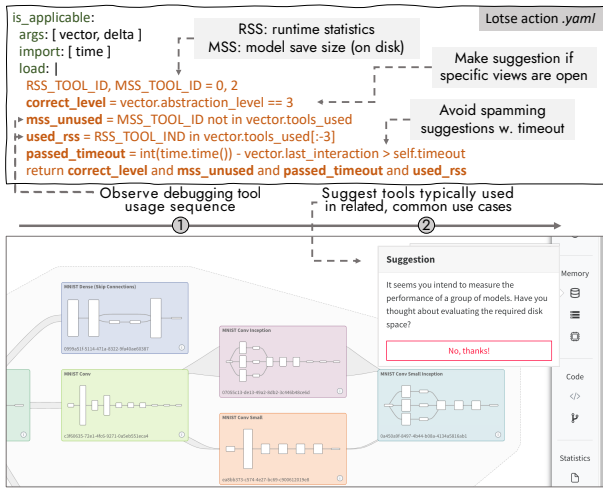 is_applicable:
args: [ vector, delta ]
import: [ time ]
load: |
RSS_TOOL_ID, MSS_TOOL_ID = 0, 2
correct_level = vector.abstraction_level == 3
mss_unused = MSS_TOOL_ID not in vector.tools_used
used_rss = RSS_TOOL_IND in vector.tools_used[:-3]
passed_timeout = int(time.time()) - vector.last_interaction > self.timeout
return correct_level and mss_unused and passed_timeout and used_rss
RSS: runtime statistics
MSS: model save size (on disk)
Lotse action .yaml
Make suggestion if
specific views are open
Avoid spamming
suggestions w. timeout
Observe debugging tool
usage sequence
Suggest tools typically used
in related, common use cases
1
2
Suggestion
It seems you intend to measure the
performance of a group of models. Have you
thought about evaluating the required disk
space?
No, thanks!
Memory
Code
</>
Statistics
MNIST Dense (Skip Connections)
MNIST Conv
MNIST Conv Inception
MNIST Conv Small
MNIST Conv Small Inception